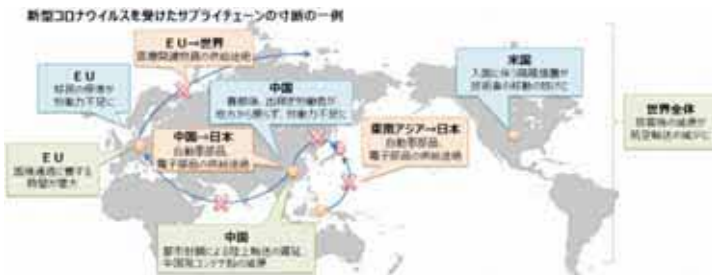 新型コロナウイルスを受けたサプライチェーンの寸断の一例
ＥＵ→世界
医療関連物資の供給途絶
ＥＵ
移民の停滞が
労働力不足に
中国
春節後、出稼ぎ労働者が
地方から戻らず、労働力不足に
米国
入国に伴う隔離措置が
技術者の移動の妨げに
中国→日本
自動車部品、
電子部品の供給途絶
東南アジア→日本
自動車部品、
電子部品の供給途絶
世界全体
旅客機の減便が
航空輸送の減少に
ＥＵ
国境通過に要する
時間が増大
中国
都市封鎖による陸上輸送の遅延、
中国発コンテナ船の減便